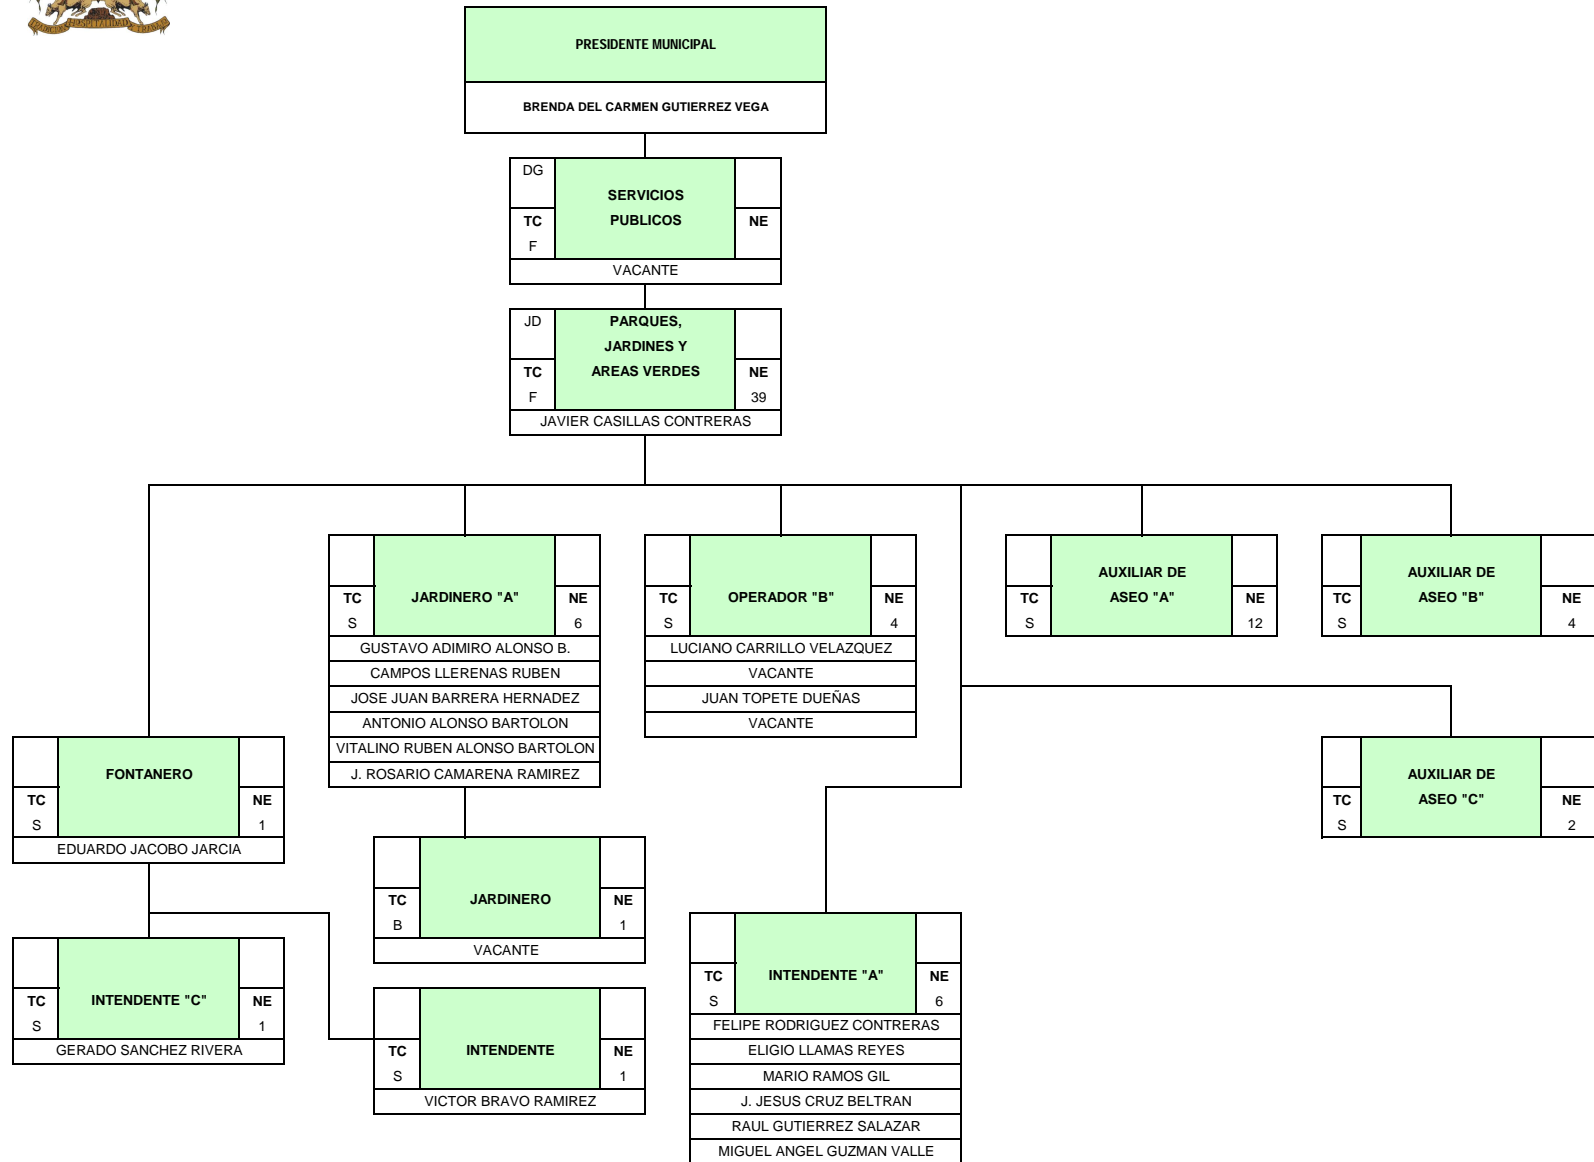 HOSPITALIDAD
PRESIDENTE MUNICIPAL
BRENDA DEL CARMEN GUTIERREZ VEGA
DG
SERVICIOS
PUBLICOS
TC
NE
F
VACANTE
JD
PARQUES,
JARDINES Y
AREAS VERDES
TC
NE
F
39
JAVIER CASILLAS CONTRERAS
JARDINERO "A"
TC
NE
S
6
GUSTAVO ADIMIRO ALONSO B.
CAMPOS LLERENAS RUBEN
JOSE JUAN BARRERA HERNADEZ
ANTONIO ALONSO BARTOLON
VITALINO RUBEN ALONSO BARTOLON
J. ROSARIO CAMARENA RAMIREZ
OPERADOR "B"
TC
NE
S
4
LUCIANO CARRILLO VELAZQUEZ
VACANTE
JUAN TOPETE DUEÑAS
VACANTE
AUXILIAR DE
ASEO "A"
TC
NE
S
12
AUXILIAR DE
ASEO "B"
TC
NE
S
4
FONTANERO
TC
NE
S
1
EDUARDO JACOBO JARCIA
AUXILIAR DE
ASEO "C"
TC
NE
S
2
JARDINERO
TC
NE
B
1
VACANTE
INTENDENTE "C"
TC
NE
S
1
GERADO SANCHEZ RIVERA
INTENDENTE
TC
NE
S
1
VICTOR BRAVO RAMIREZ
INTENDENTE "A"
TC
NE
S
6
FELIPE RODRIGUEZ CONTRERAS
ELIGIO LLAMAS REYES
MARIO RAMOS GIL
J. JESUS CRUZ BELTRAN
RAUL GUTIERREZ SALAZAR
MIGUEL ANGEL GUZMAN VALLE